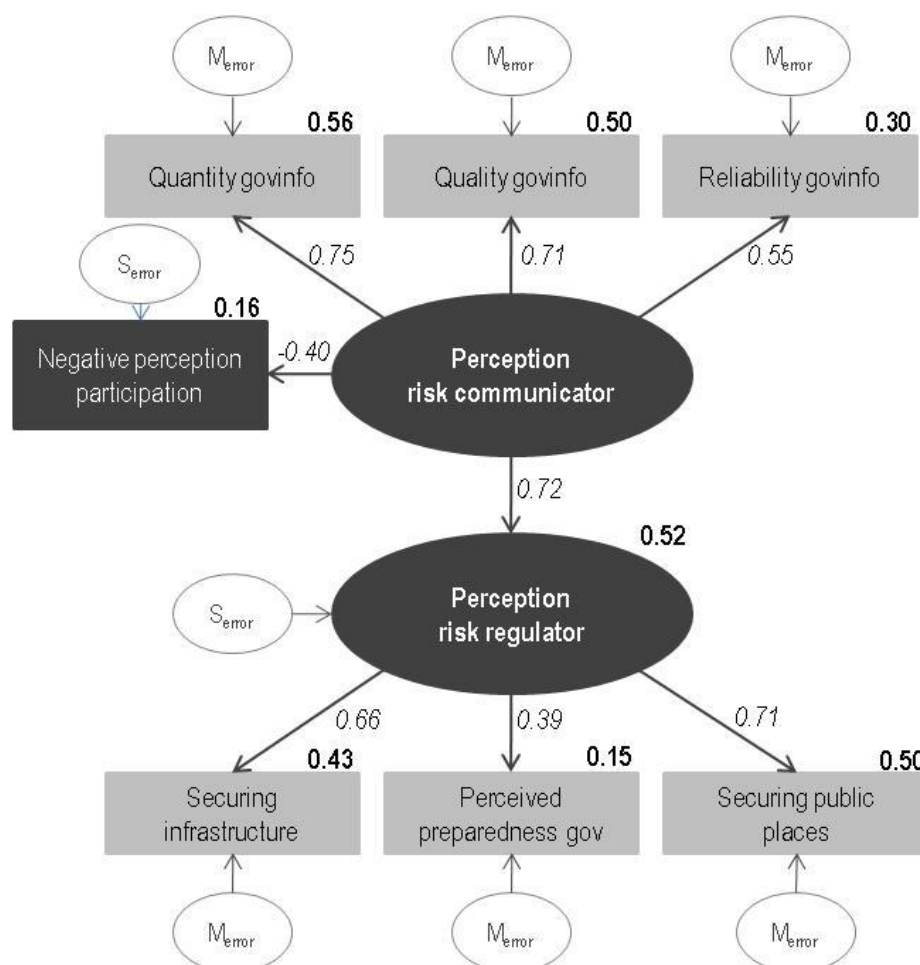 M_error
M_error
M_error
0.56
0.50
0.30
Quantity govinfo
Quality govinfo
Reliability govinfo
S_error
0.75
0.71
0.55
0.16
Negative perception
participation
-0.40
Perception
risk communicator
0.72
0.52
S_error
Perception
risk regulator
0.66
0.39
0.71
0.43
0.15
0.50
Securing
infrastructure
Perceived
preparedness gov
Securing public
places
M_error
M_error
M_error